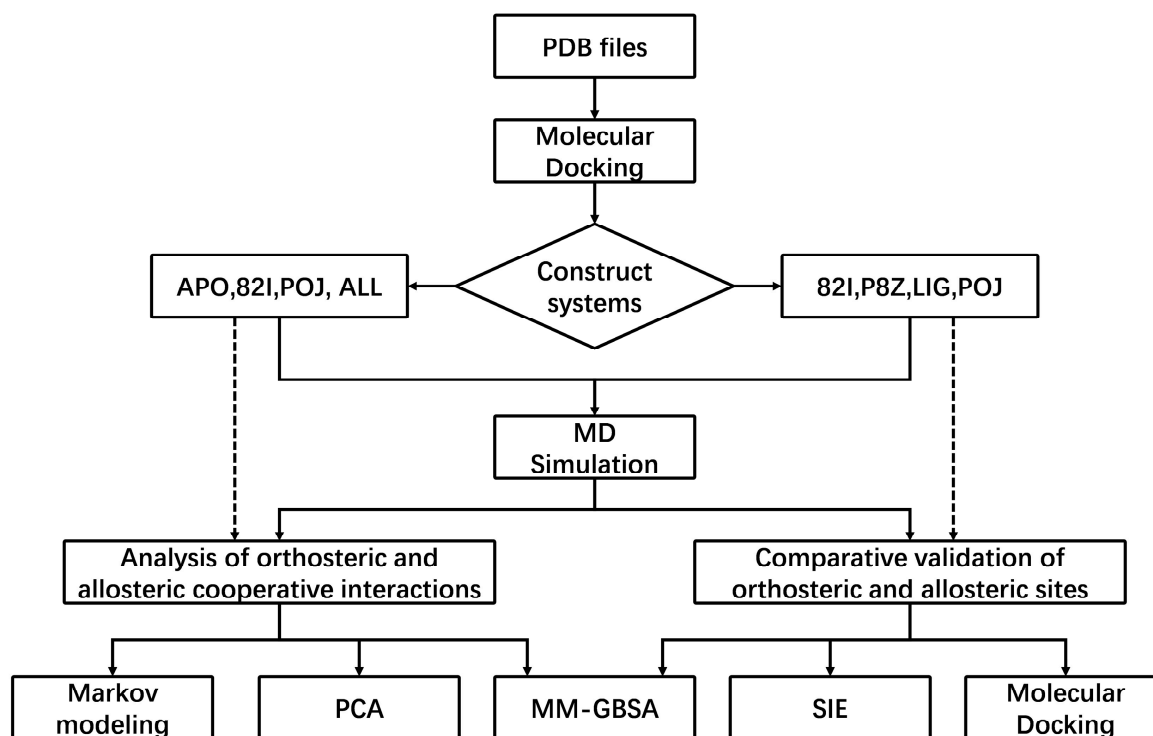 PDB files
Molecular
Docking
Construct
systems
APO,82I,POJ, ALL
82I,P8Z,LIG,POJ
MD
Simulation
Analysis of orthosteric and
allosteric cooperative interactions
Comparative validation of
orthosteric and allosteric sites
Markov
modeling
PCA
MM-GBSA
SIE
Molecular
Docking